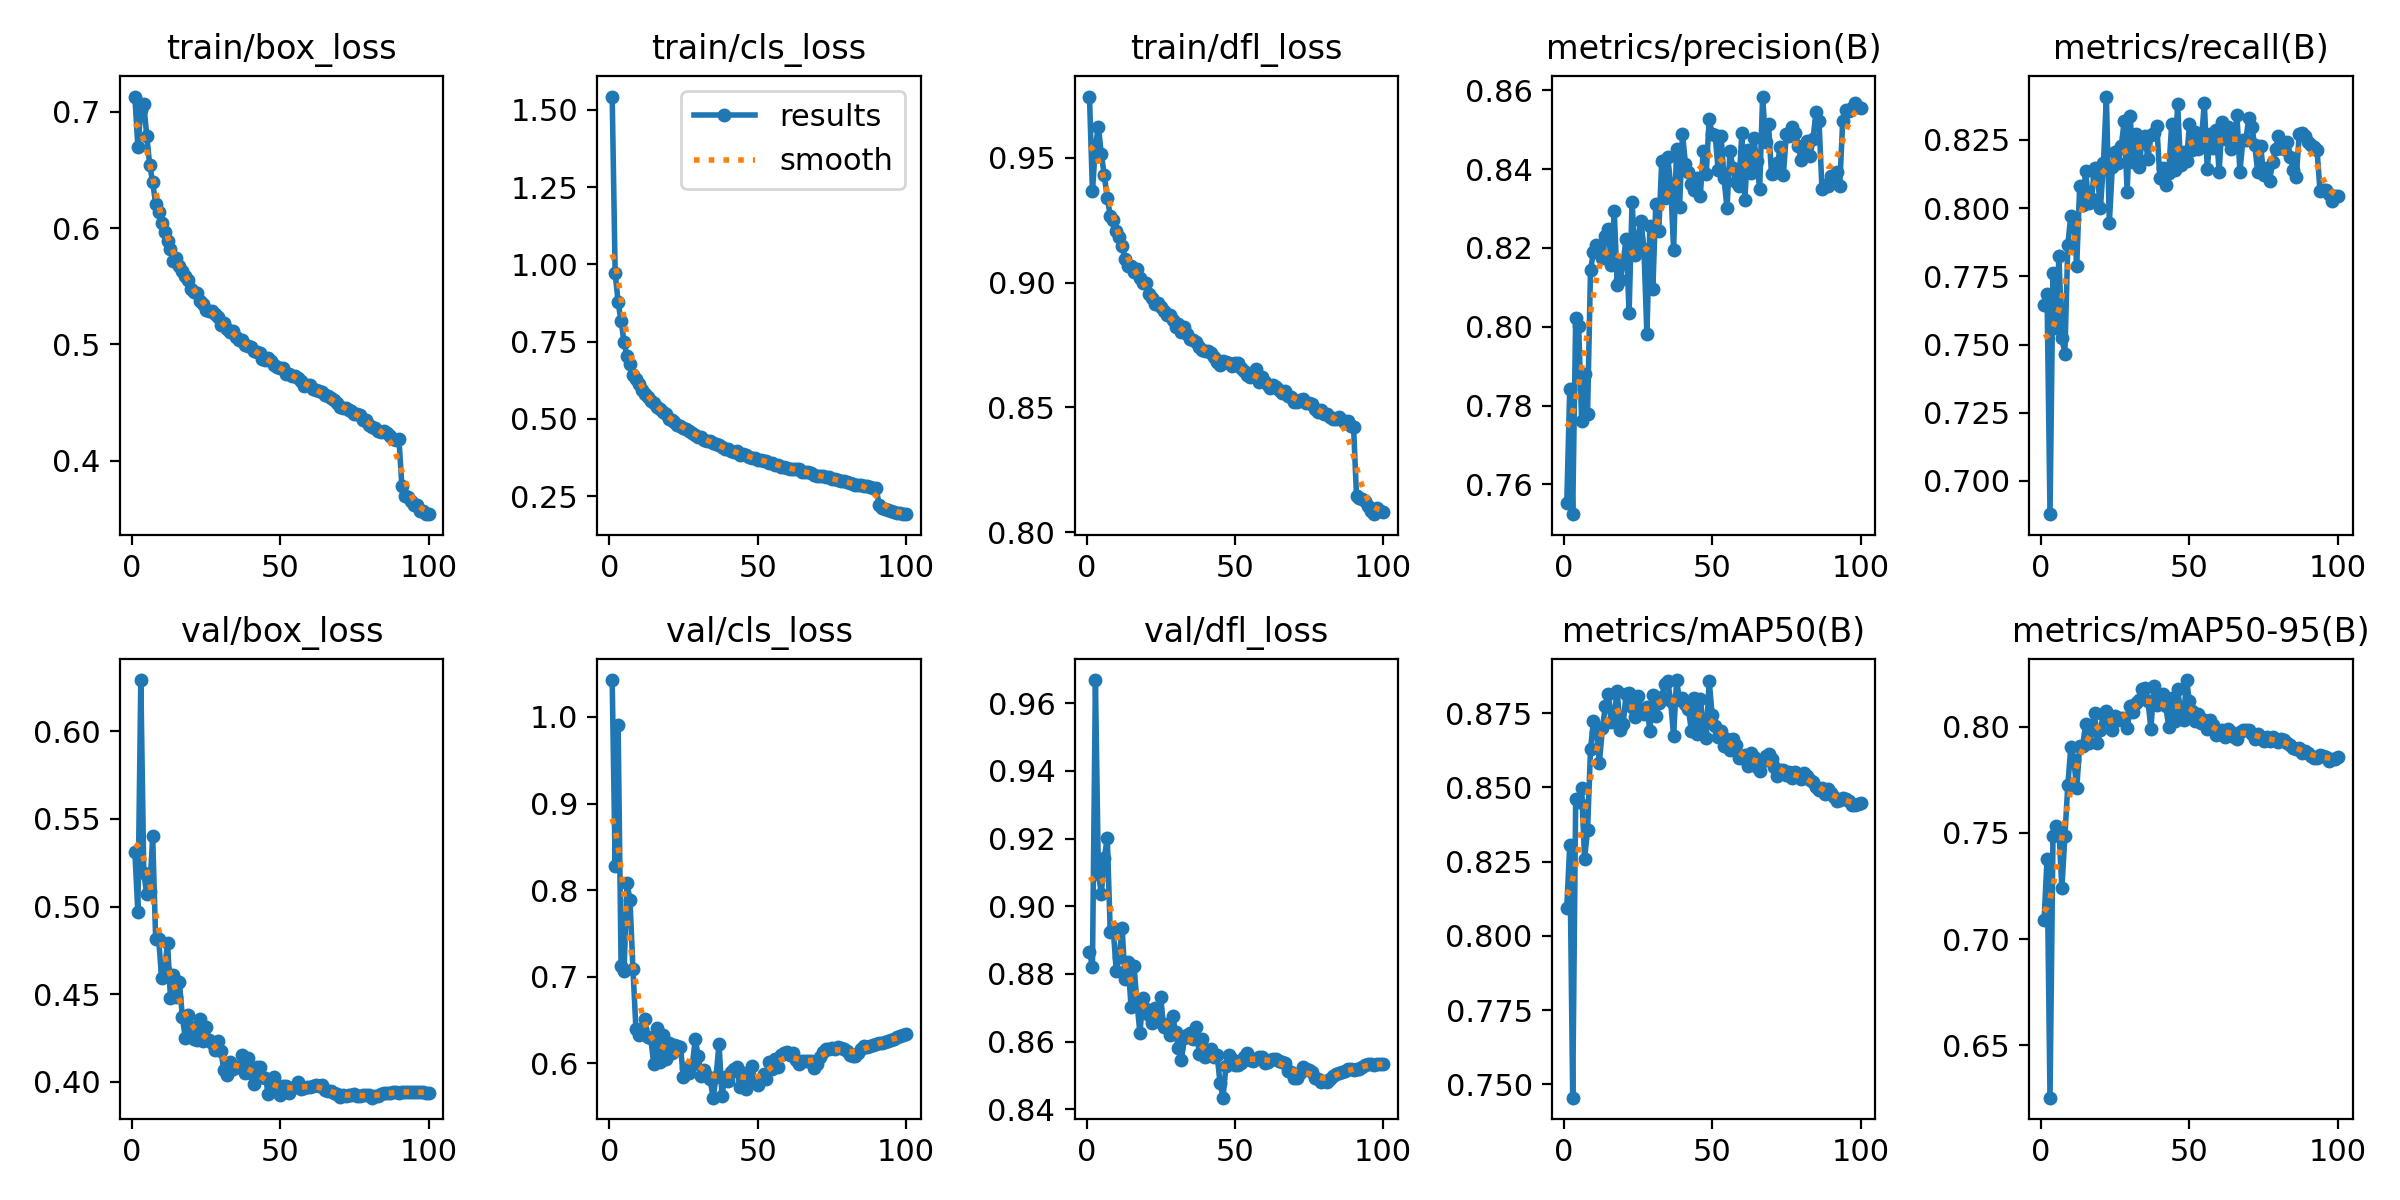 train/box_loss
0.7
0.6
0.5
0.4
0 50 100
train/cls_loss
results
smooth
1.50
1.25
1.00
0.75
0.50
0.25
0 50 100
train/dfl_loss
0.95
0.90
0.85
0.80
0 50 100
metrics/precision(B)
0.86
0.84
0.82
0.80
0.78
0.76
0 50 100
metrics/recall(B)
0.825
0.800
0.775
0.750
0.725
0.700
0 50 100
val/box_loss
0.60
0.55
0.50
0.45
0.40
0 50 100
val/cls_loss
1.0
0.9
0.8
0.7
0.6
0 50 100
val/dfl_loss
0.96
0.94
0.92
0.90
0.88
0.86
0.84
0 50 100
metrics/mAP50(B)
0.875
0.850
0.825
0.800
0.775
0.750
0 50 100
metrics/mAP50-95(B)
0.80
0.75
0.70
0.65
0 50 100